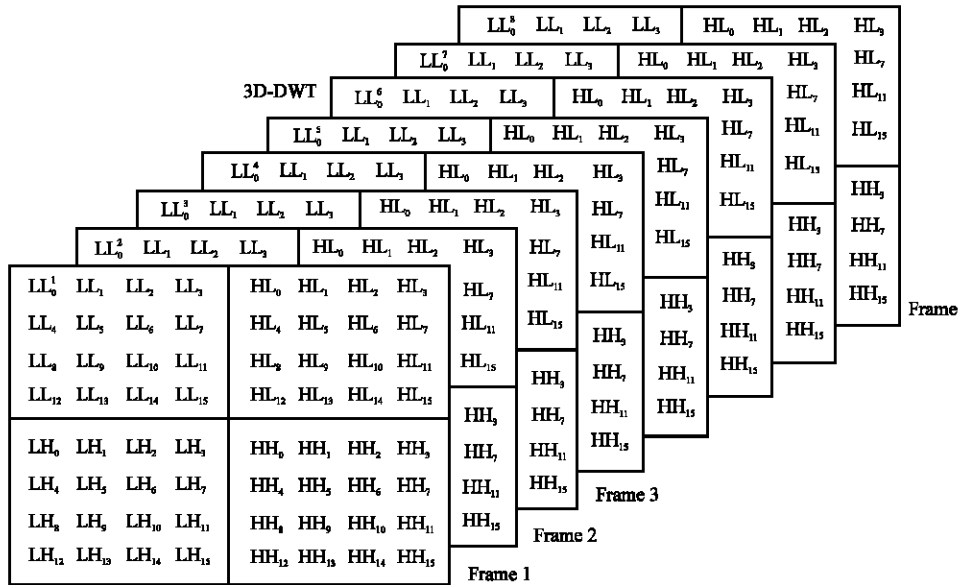 LL₀⁸ LL₁ LL₂ LL₃ HL₀ HL₁ HL₂ HL₃
HL₇
HL₁₁
HL₁₅
HH₃
HH₇
HH₁₁
HH₁₅
Frame
LL₀⁷ LL₁ LL₂ LL₃ HL₀ HL₁ HL₂ HL₃
HL₇
HL₁₁
HL₁₅
HH₃
HH₇
HH₁₁
HH₁₅
3D-DWT
LL₀⁶ LL₁ LL₂ LL₃ HL₀ HL₁ HL₂ HL₃
HL₇
HL₁₁
HL₁₅
HH₃
HH₇
HH₁₁
HH₁₅
LL₀⁵ LL₁ LL₂ LL₃ HL₀ HL₁ HL₂ HL₃
HL₇
HL₁₁
HL₁₅
HH₃
HH₇
HH₁₁
HH₁₅
LL₀⁴ LL₁ LL₂ LL₃ HL₀ HL₁ HL₂ HL₃
HL₇
HL₁₁
HL₁₅
HH₃
HH₇
HH₁₁
HH₁₅
LL₀³ LL₁ LL₂ LL₃ HL₀ HL₁ HL₂ HL₃
HL₇
HL₁₁
HL₁₅
HH₃
HH₇
HH₁₁
HH₁₅
Frame 3
LL₀² LL₁ LL₂ LL₃ HL₀ HL₁ HL₂ HL₃
HL₇
HL₁₁
HL₁₅
HH₃
HH₇
HH₁₁
HH₁₅
Frame 2
LL₀¹ LL₁ LL₂ LL₃ HL₀ HL₁ HL₂ HL₃
LL₄ LL₅ LL₆ LL₇ HL₄ HL₅ HL₆ HL₇
LL₈ LL₉ LL₁₀ LL₁₁ HL₈ HL₉ HL₁₀ HL₁₁
LL₁₂ LL₁₃ LL₁₄ LL₁₅ HL₁₂ HL₁₃ HL₁₄ HL₁₅
LH₀ LH₁ LH₂ LH₃ HH₀ HH₁ HH₂ HH₃
LH₄ LH₅ LH₆ LH₇ HH₄ HH₅ HH₆ HH₇
LH₈ LH₉ LH₁₀ LH₁₁ HH₈ HH₉ HH₁₀ HH₁₁
LH₁₂ LH₁₃ LH₁₄ LH₁₅ HH₁₂ HH₁₃ HH₁₄ HH₁₅
Frame 1